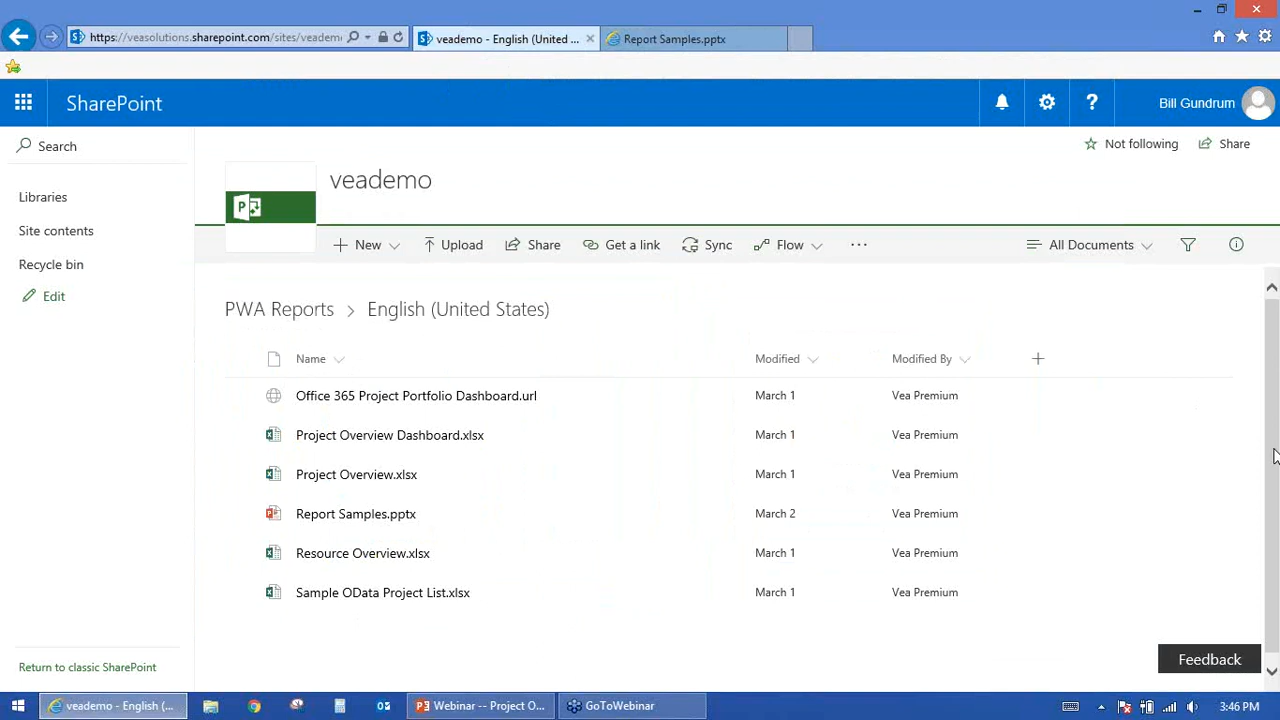 https://veasolutions.sharepoint.com/sites/veademo
veademo - English (United ...
Report Samples.pptx
SharePoint
Bill Gundrum
Search
Not following
Share
veademo
Libraries
Site contents
Recycle bin
Edit
New
Upload
Share
Get a link
Sync
Flow
All Documents
PWA Reports > English (United States)
Name Modified Modified By
Office 365 Project Portfolio Dashboard.url March 1 Vea Premium
Project Overview Dashboard.xlsx March 1 Vea Premium
Project Overview.xlsx March 1 Vea Premium
Report Samples.pptx March 2 Vea Premium
Resource Overview.xlsx March 1 Vea Premium
Sample OData Project List.xlsx March 1 Vea Premium
Return to classic SharePoint
Feedback
veademo - English (...
Webinar -- Project O...
GoToWebinar
3:46 PM